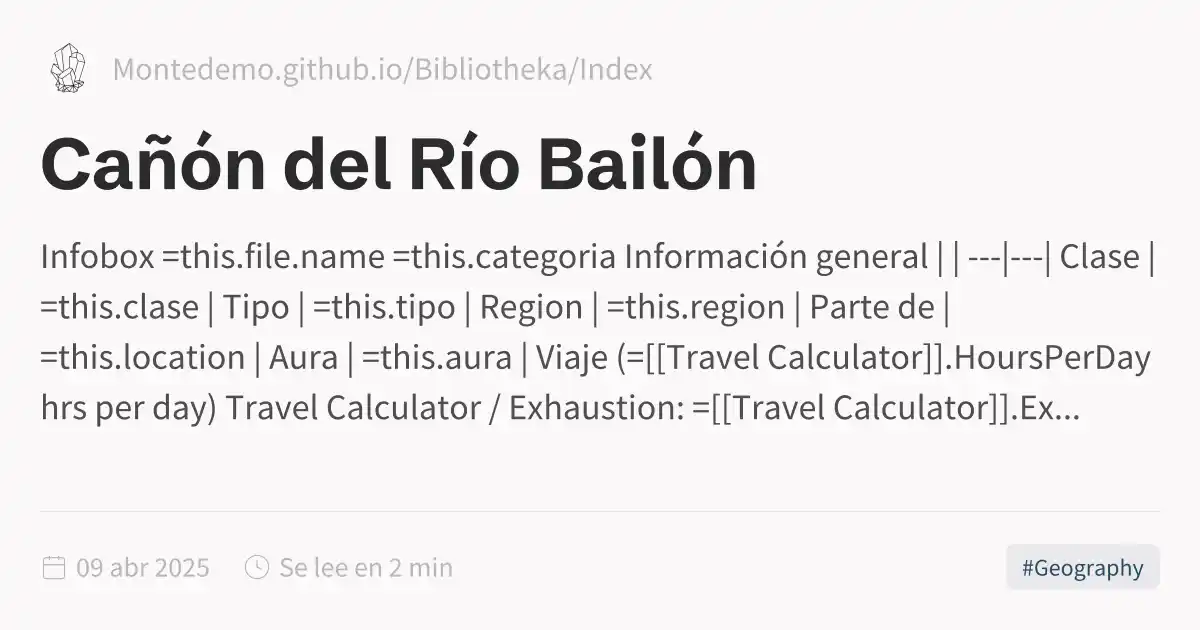 Montedemo.github.io/Bibliotheka/Index
Cañón del Río Bailón
Infobox =this.file.name =this.categoria Información general | | ---|---| Clase |
=this.clase | Tipo | =this.tipo | Region | =this.region | Parte de |
=this.location | Aura | =this.aura | Viaje (=[[Travel Calculator]].HoursPerDay
hrs per day) Travel Calculator / Exhaustion: =[[Travel Calculator]].Ex...
09 abr 2025 Se lee en 2 min #Geography